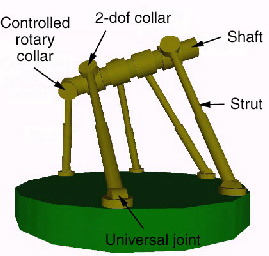 Controlled
rotary
collar
2-dof collar
Shaft
Strut
Universal joint